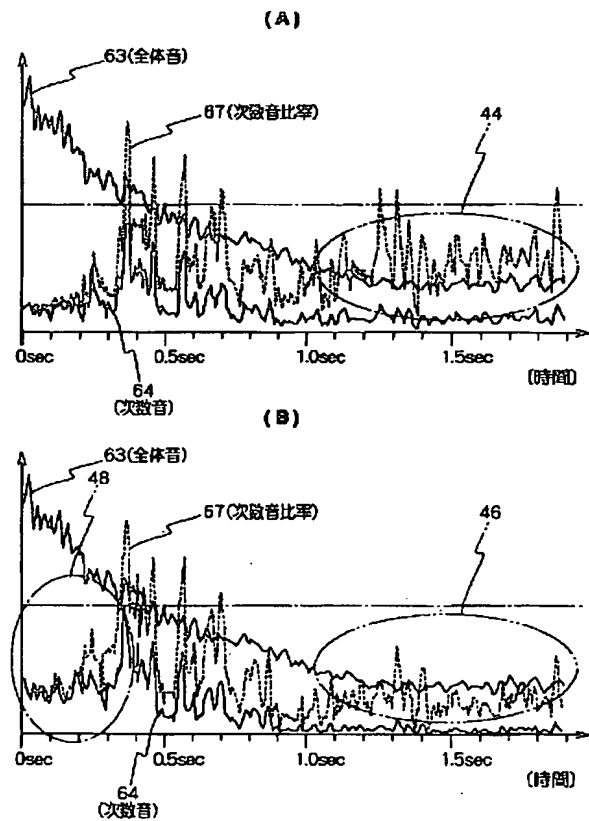 (A)
63(全体音)
67(次数音比率)
44
0sec
0.5sec
1.0sec
1.5sec
[時間]
64
(次数音)
(B)
63(全体音)
48
67(次数音比率)
46
0sec
0.5sec
1.0sec
1.5sec
[時間]
64
(次数音)